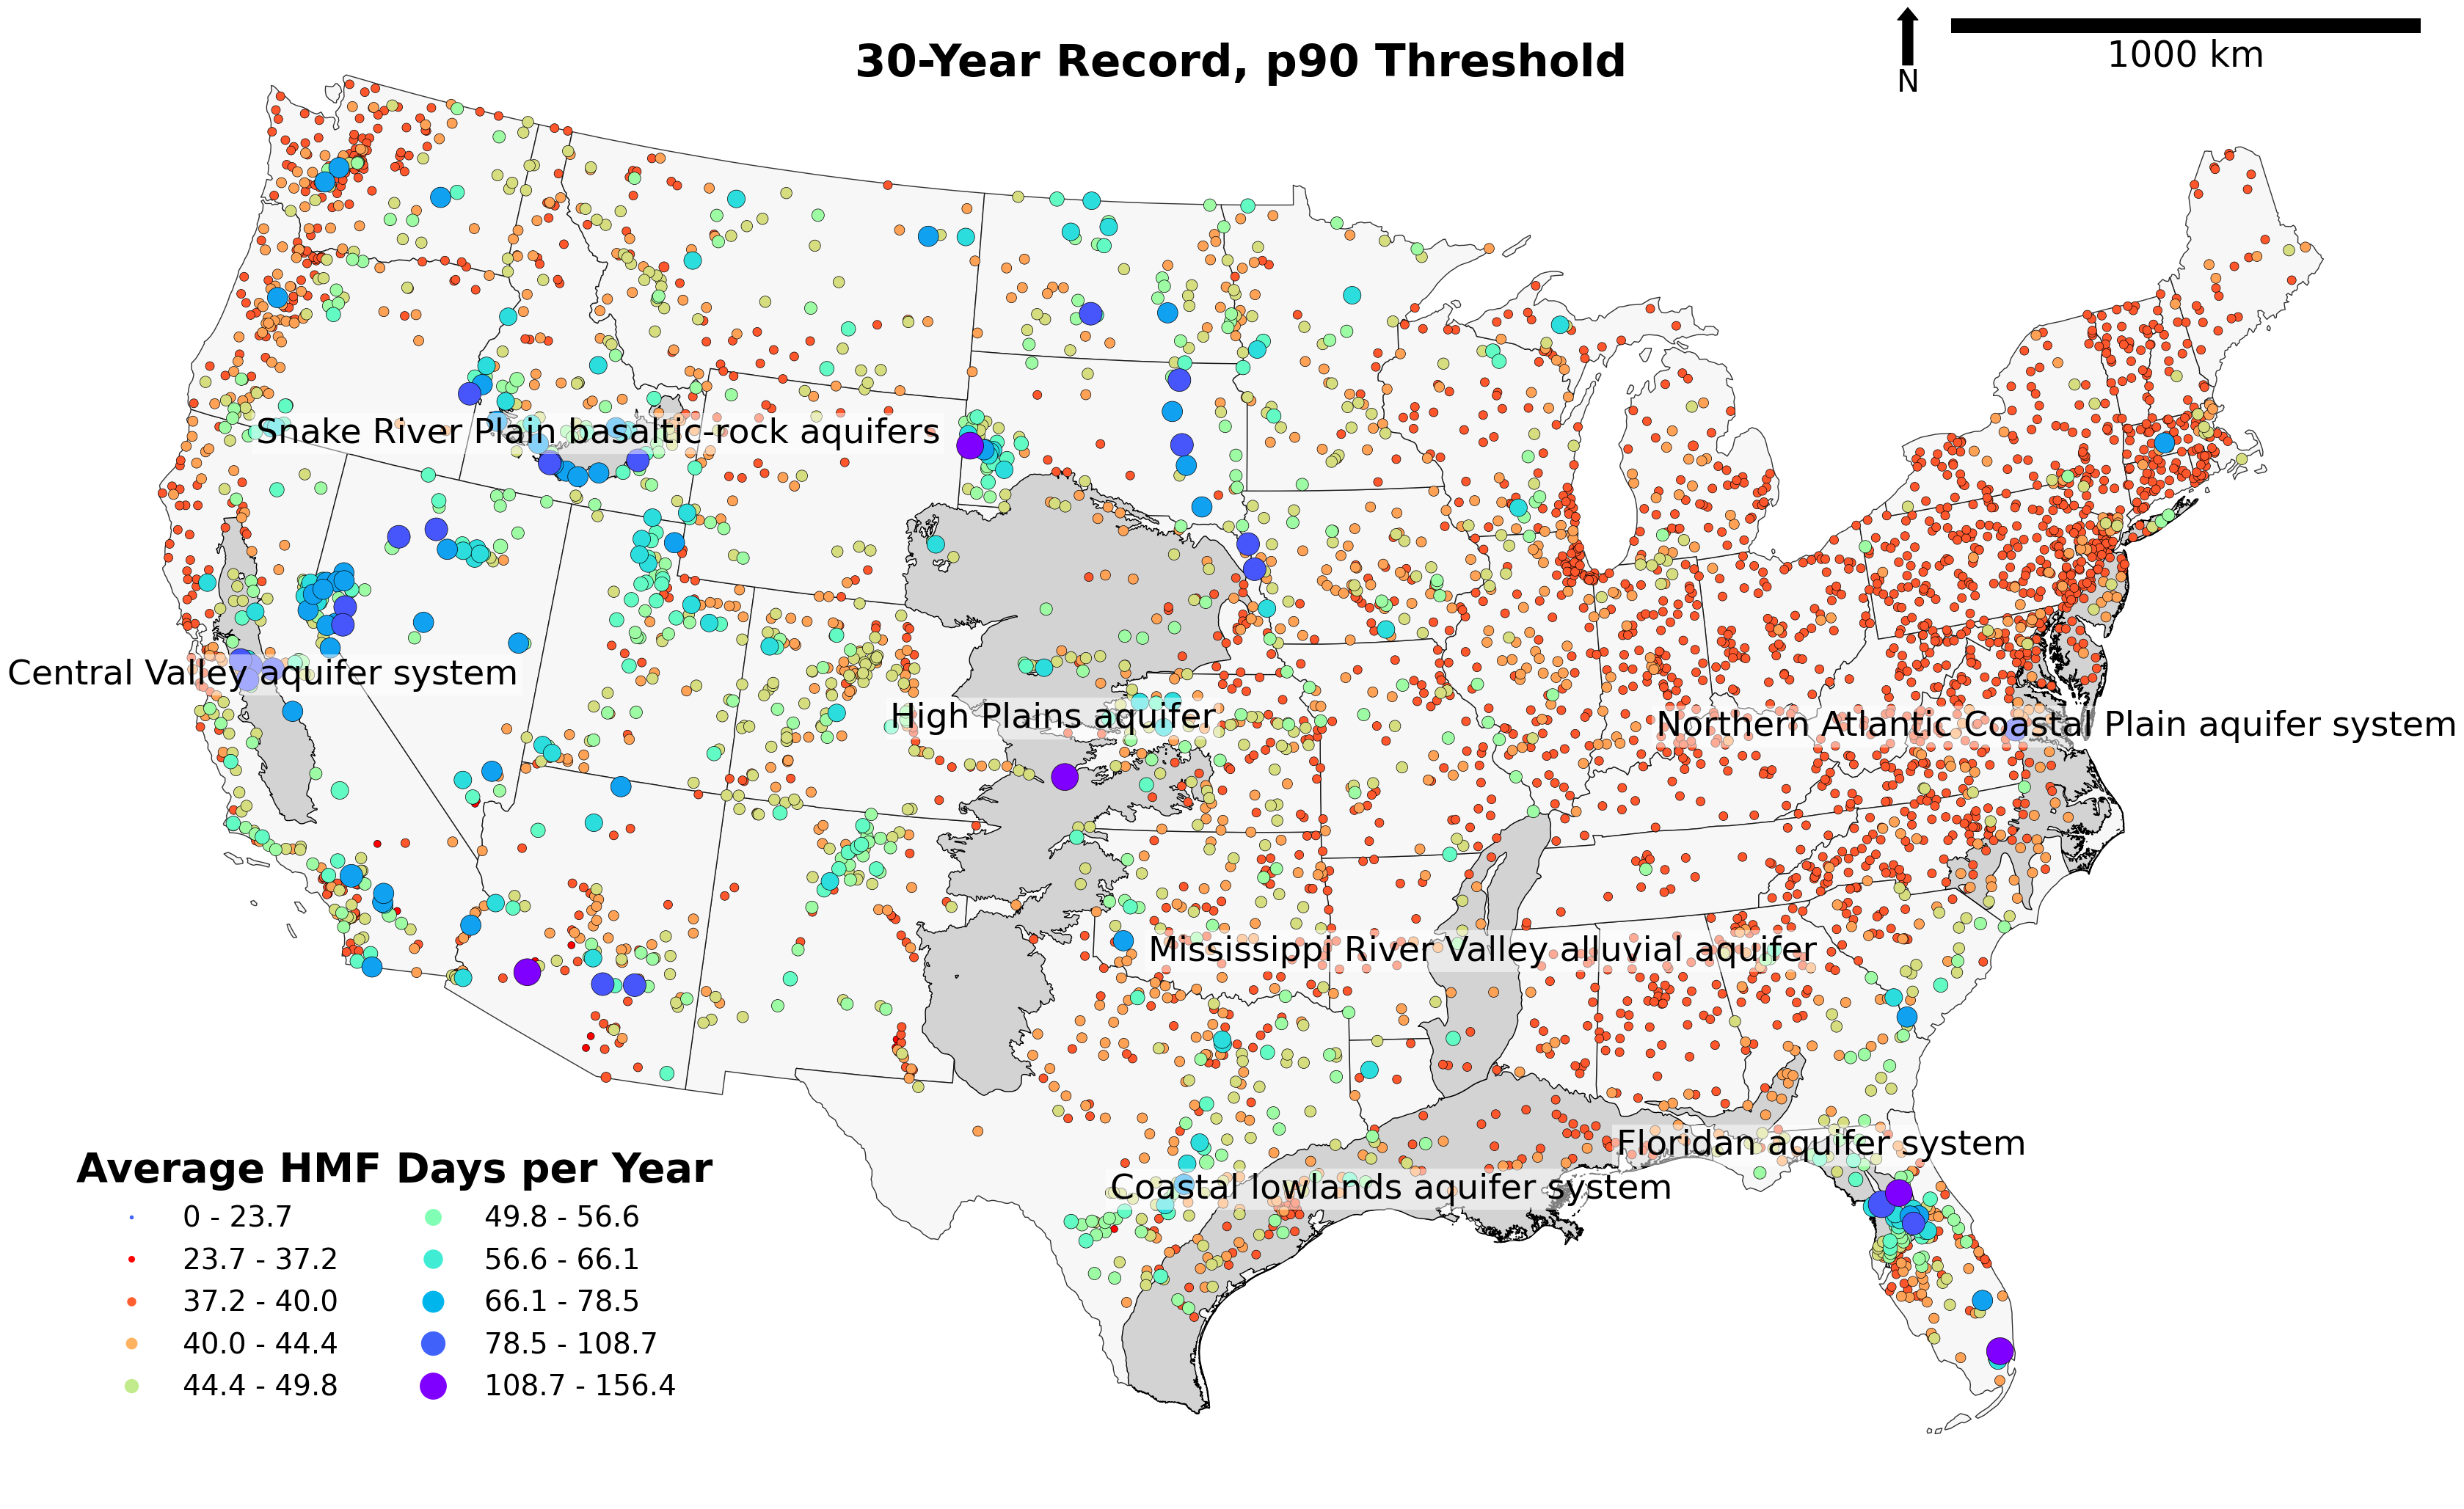 30-Year Record, p90 Threshold
N
1000 km
Snake River Plain basaltic-rock aquifers
Central Valley aquifer system
High Plains aquifer
Northern Atlantic Coastal Plain aquifer system
Mississippi River Valley alluvial aquifer
Floridan aquifer system
Coastal lowlands aquifer system
Average HMF Days per Year
0 - 23.7
23.7 - 37.2
37.2 - 40.0
40.0 - 44.4
44.4 - 49.8
49.8 - 56.6
56.6 - 66.1
66.1 - 78.5
78.5 - 108.7
108.7 - 156.4